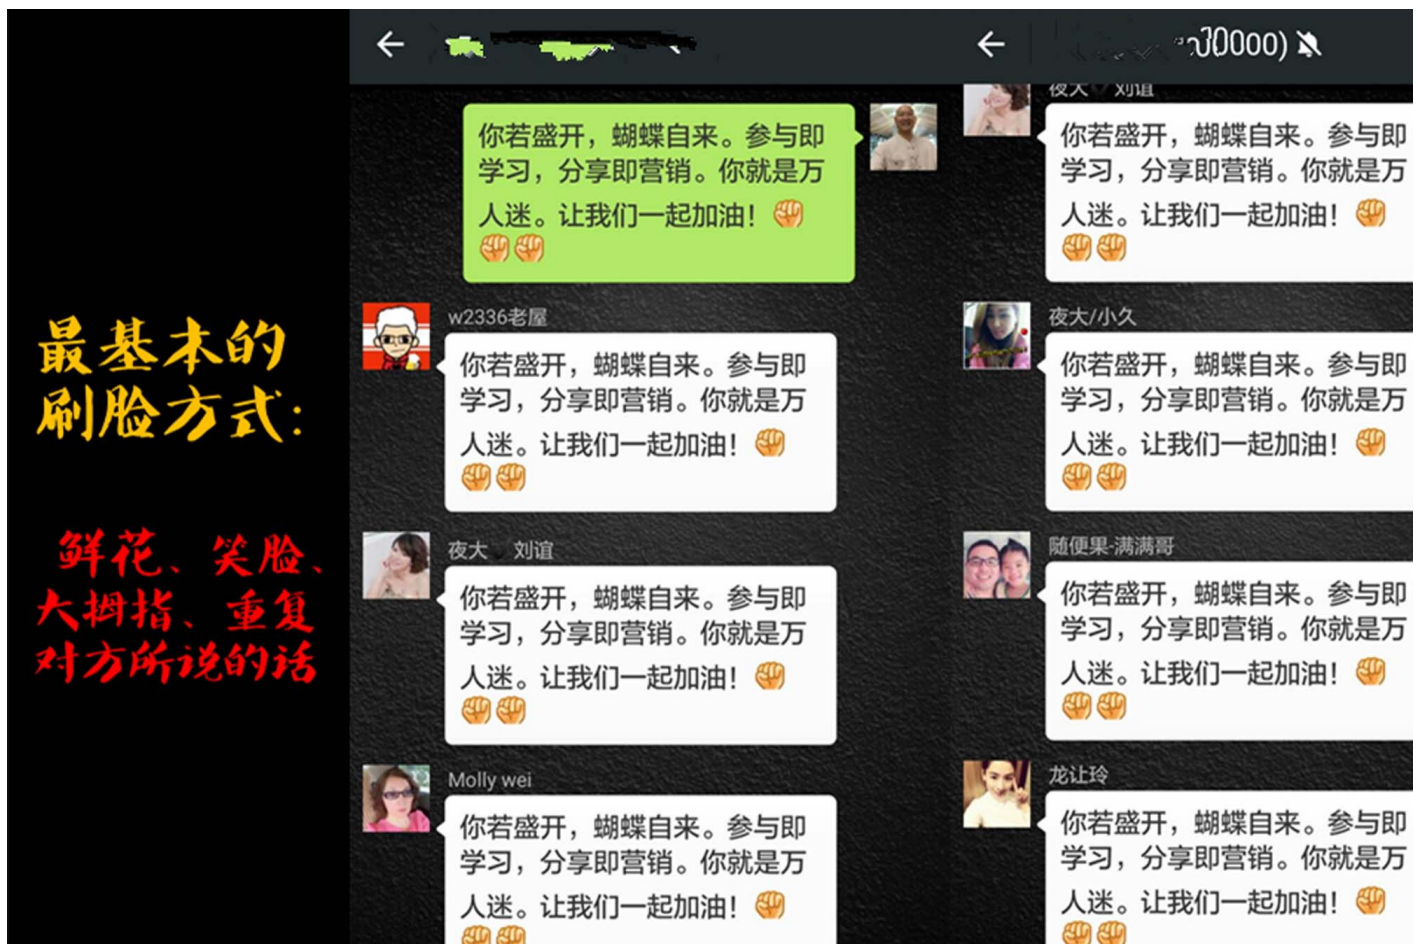 最基本的
刷脸方式:
鲜花、笑脸、
大拇指、重复
对方所说的话
你若盛开，蝴蝶自来。参与即
学习，分享即营销。你就是万
人迷。让我们一起加油！
w2336老屋
你若盛开，蝴蝶自来。参与即
学习，分享即营销。你就是万
人迷。让我们一起加油！
夜大 刘谊
你若盛开，蝴蝶自来。参与即
学习，分享即营销。你就是万
人迷。让我们一起加油！
Molly wei
你若盛开，蝴蝶自来。参与即
学习，分享即营销。你就是万
人迷。让我们一起加油！
0000)
夜大 刘谊
你若盛开，蝴蝶自来。参与即
学习，分享即营销。你就是万
人迷。让我们一起加油！
夜大/小久
你若盛开，蝴蝶自来。参与即
学习，分享即营销。你就是万
人迷。让我们一起加油！
随便果-满满哥
你若盛开，蝴蝶自来。参与即
学习，分享即营销。你就是万
人迷。让我们一起加油！
龙让玲
你若盛开，蝴蝶自来。参与即
学习，分享即营销。你就是万
人迷。让我们一起加油！